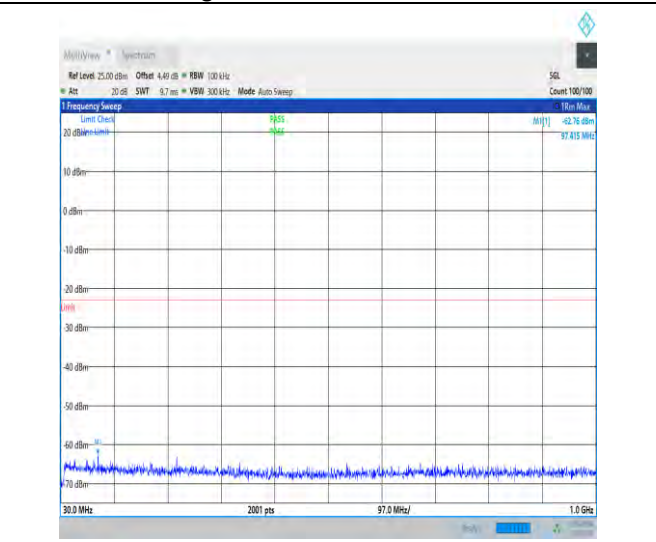 MultiView Spectrum
Ref Level 25.00 dBm Offset 4.49 dB RBW 100 kHz SGL
Att 20 dB SWT 9.7 ms VBW 300 kHz Mode Auto Sweep Count 100/100
1 Frequency Sweep 1Rm Max
Limit Check PASS M1[1] -62.76 dBm
20 dBm Line Limit PASS 97.415 MHz
10 dBm
0 dBm
-10 dBm
-20 dBm
Limit
-30 dBm
-40 dBm
-50 dBm
-60 dBm M1
-70 dBm
30.0 MHz 2001 pts 97.0 MHz/ 1.0 GHz